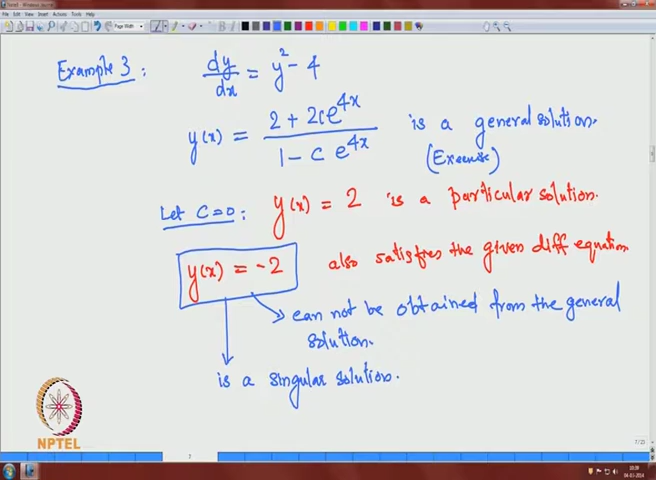 Example 3 : dy/dx = y² - 4
y(x) = (2 + 2ce^{4x}) / (1 - c e^{4x}) is a general solution.
(Exercise)
Let C=0 : y(x) = 2 is a particular solution.
y(x) = -2 also satisfies the given diff equation.
can not be obtained from the general
solution.
is a singular solution.
NPTEL